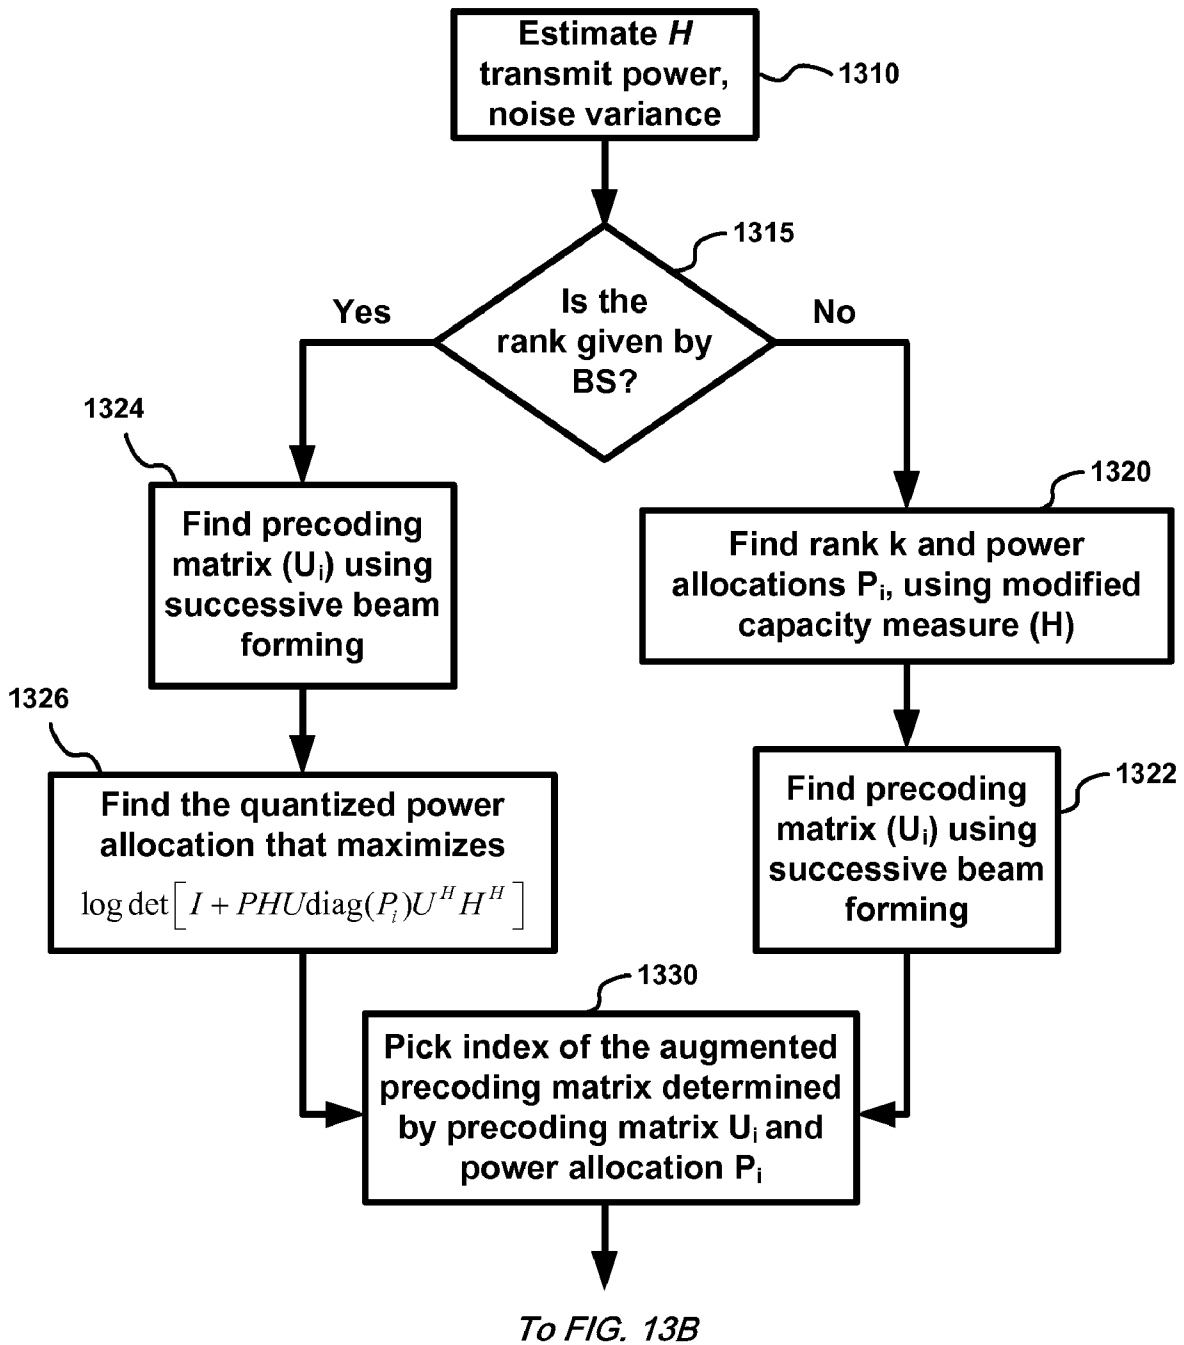 Estimate H
transmit power,
noise variance
1310
1315
Is the
rank given by
BS?
Yes
No
1324
Find precoding
matrix (Uᵢ) using
successive beam
forming
1320
Find rank k and power
allocations Pᵢ, using modified
capacity measure (H)
1326
Find the quantized power
allocation that maximizes
log det[I + PHUdiag(Pᵢ)Uᴴ Hᴴ]
1322
Find precoding
matrix (Uᵢ) using
successive beam
forming
1330
Pick index of the augmented
precoding matrix determined
by precoding matrix Uᵢ and
power allocation Pᵢ
To FIG. 13B